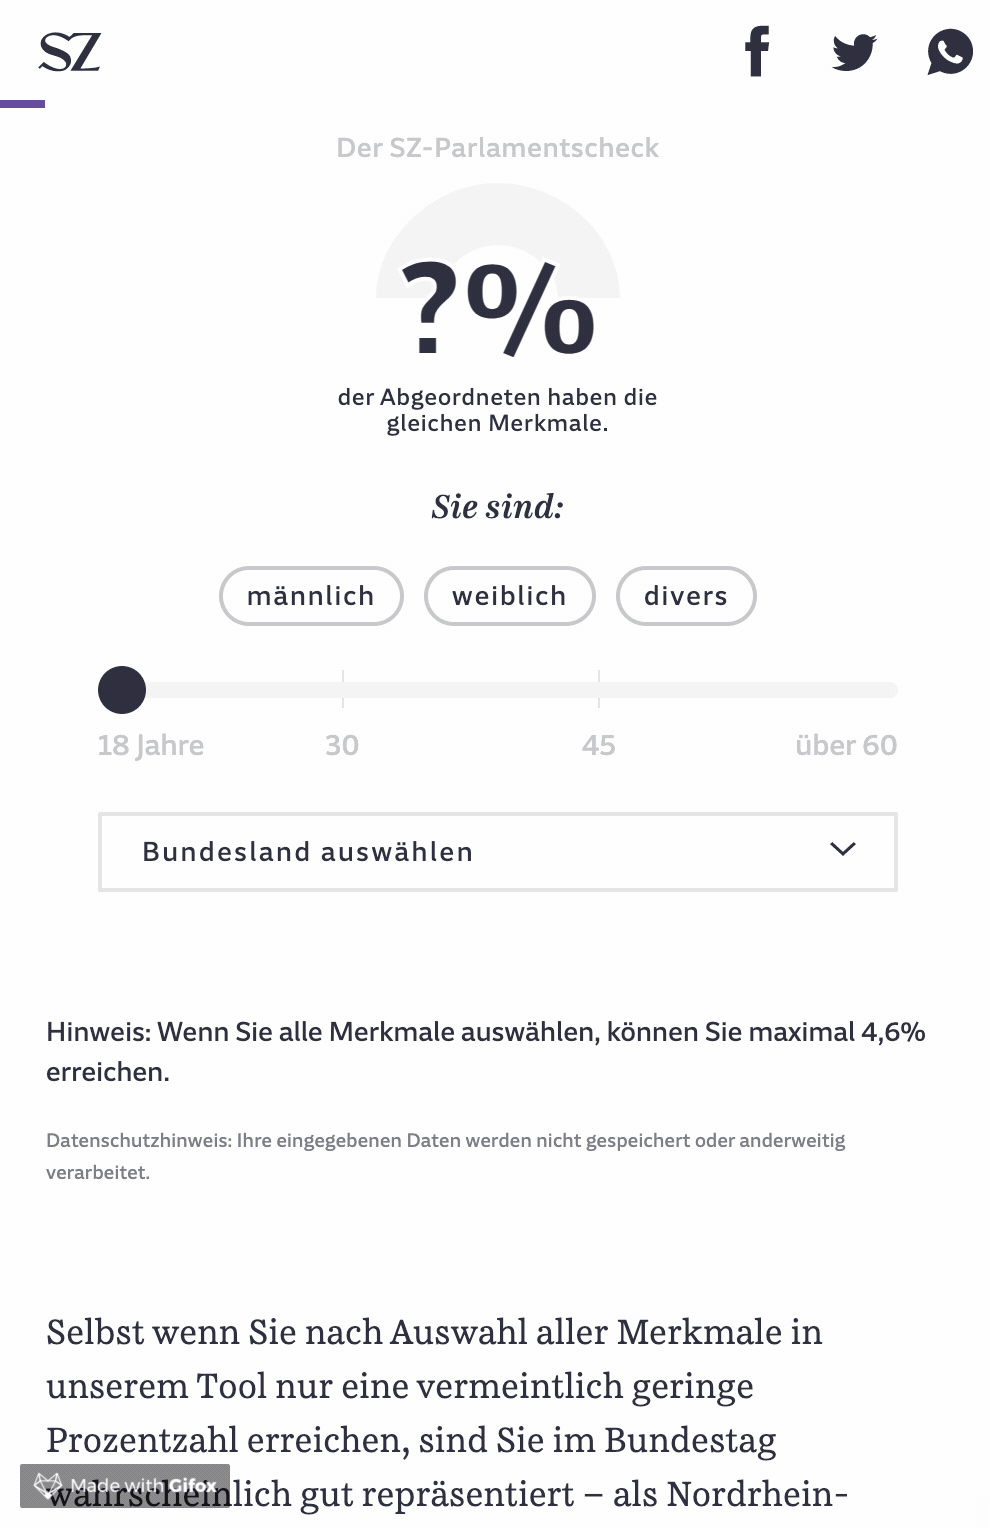 SZ
Der SZ-Parlamentscheck
?%
der Abgeordneten haben die
gleichen Merkmale.
Sie sind:
männlich weiblich divers
18 Jahre 30 45 über 60
Bundesland auswählen
Hinweis: Wenn Sie alle Merkmale auswählen, können Sie maximal 4,6%
erreichen.
Datenschutzhinweis: Ihre eingegebenen Daten werden nicht gespeichert oder anderweitig
verarbeitet.
Selbst wenn Sie nach Auswahl aller Merkmale in
unserem Tool nur eine vermeintlich geringe
Prozentzahl erreichen, sind Sie im Bundestag
wahrscheinlich gut repräsentiert – als Nordrhein-
Made with Gifox